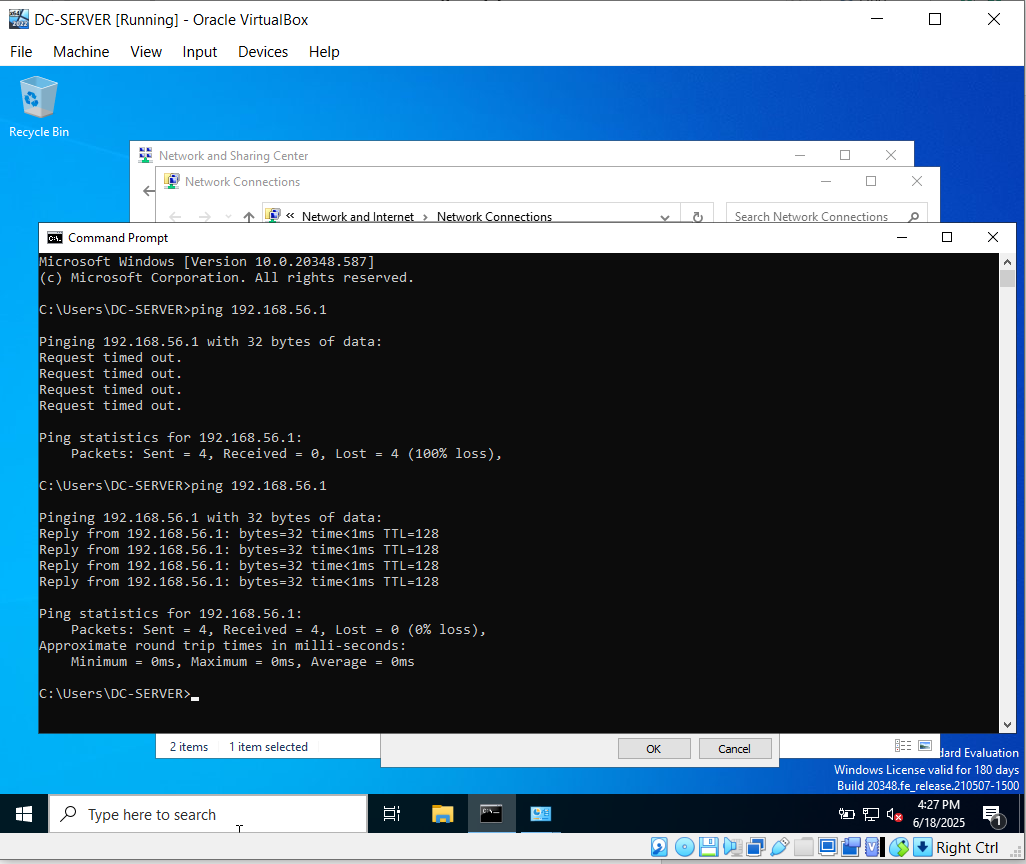 DC-SERVER [Running] - Oracle VirtualBox
File Machine View Input Devices Help
Recycle Bin
Network and Sharing Center
Network Connections
« Network and Internet › Network Connections
Search Network Connections
Command Prompt
Microsoft Windows [Version 10.0.20348.587]
(c) Microsoft Corporation. All rights reserved.
C:\Users\DC-SERVER>ping 192.168.56.1
Pinging 192.168.56.1 with 32 bytes of data:
Request timed out.
Request timed out.
Request timed out.
Request timed out.
Ping statistics for 192.168.56.1:
Packets: Sent = 4, Received = 0, Lost = 4 (100% loss),
C:\Users\DC-SERVER>ping 192.168.56.1
Pinging 192.168.56.1 with 32 bytes of data:
Reply from 192.168.56.1: bytes=32 time<1ms TTL=128
Reply from 192.168.56.1: bytes=32 time<1ms TTL=128
Reply from 192.168.56.1: bytes=32 time<1ms TTL=128
Reply from 192.168.56.1: bytes=32 time<1ms TTL=128
Ping statistics for 192.168.56.1:
Packets: Sent = 4, Received = 4, Lost = 0 (0% loss),
Approximate round trip times in milli-seconds:
Minimum = 0ms, Maximum = 0ms, Average = 0ms
C:\Users\DC-SERVER>
2 items 1 item selected
OK Cancel
dard Evaluation
Windows License valid for 180 days
Build 20348.fe_release.210507-1500
Type here to search
4:27 PM
6/18/2025
1
Right Ctrl